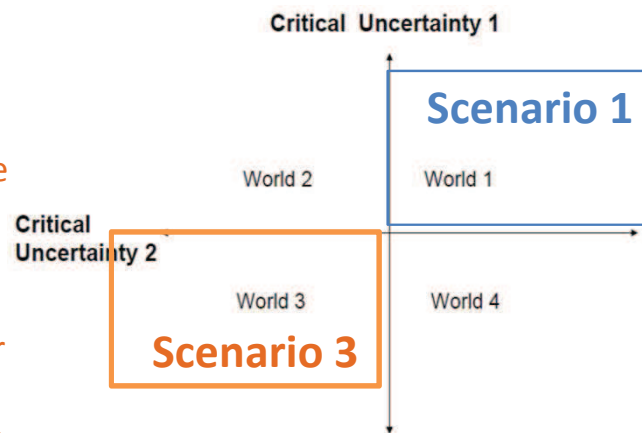 Critical Uncertainty 1
Scenario 1
World 2
World 1
Critical
Uncertainty 2
World 3
World 4
Scenario 3